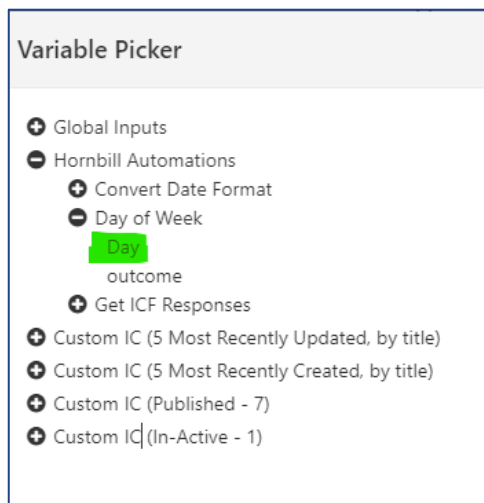 Variable Picker
Global Inputs
Hornbill Automations
Convert Date Format
Day of Week
Day
outcome
Get ICF Responses
Custom IC (5 Most Recently Updated, by title)
Custom IC (5 Most Recently Created, by title)
Custom IC (Published - 7)
Custom IC (In-Active - 1)